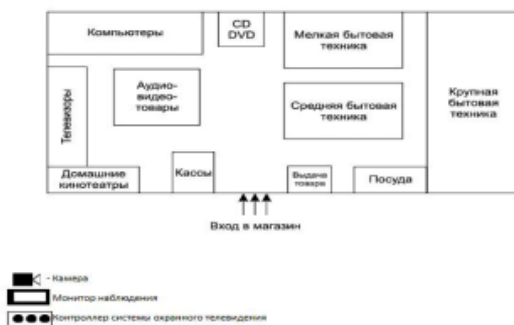 Компьютеры
CD
DVD
Мелкая бытовая
техника
Аудио-
видео-
товары
Средняя бытовая
техника
Крупная
бытовая
техника
Телевизоры
Домашние
кинотеатры
Кассы
Выдача
товара
Посуда
Вход в магазин
- Камера
Монитор наблюдения
Контроллер системы охранного телевидения